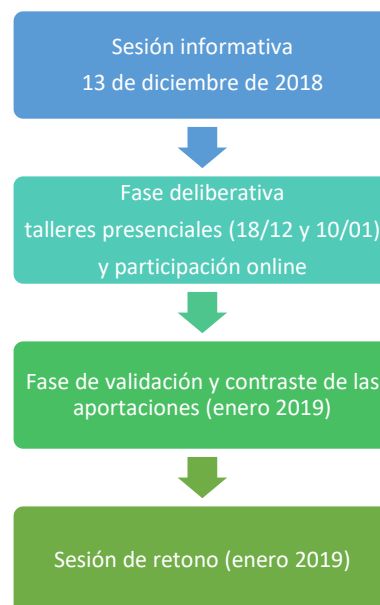 Sesión informativa
13 de diciembre de 2018
Fase deliberativa
talleres presenciales (18/12 y 10/01)
y participación online
Fase de validación y contraste de las
aportaciones (enero 2019)
Sesión de retono (enero 2019)